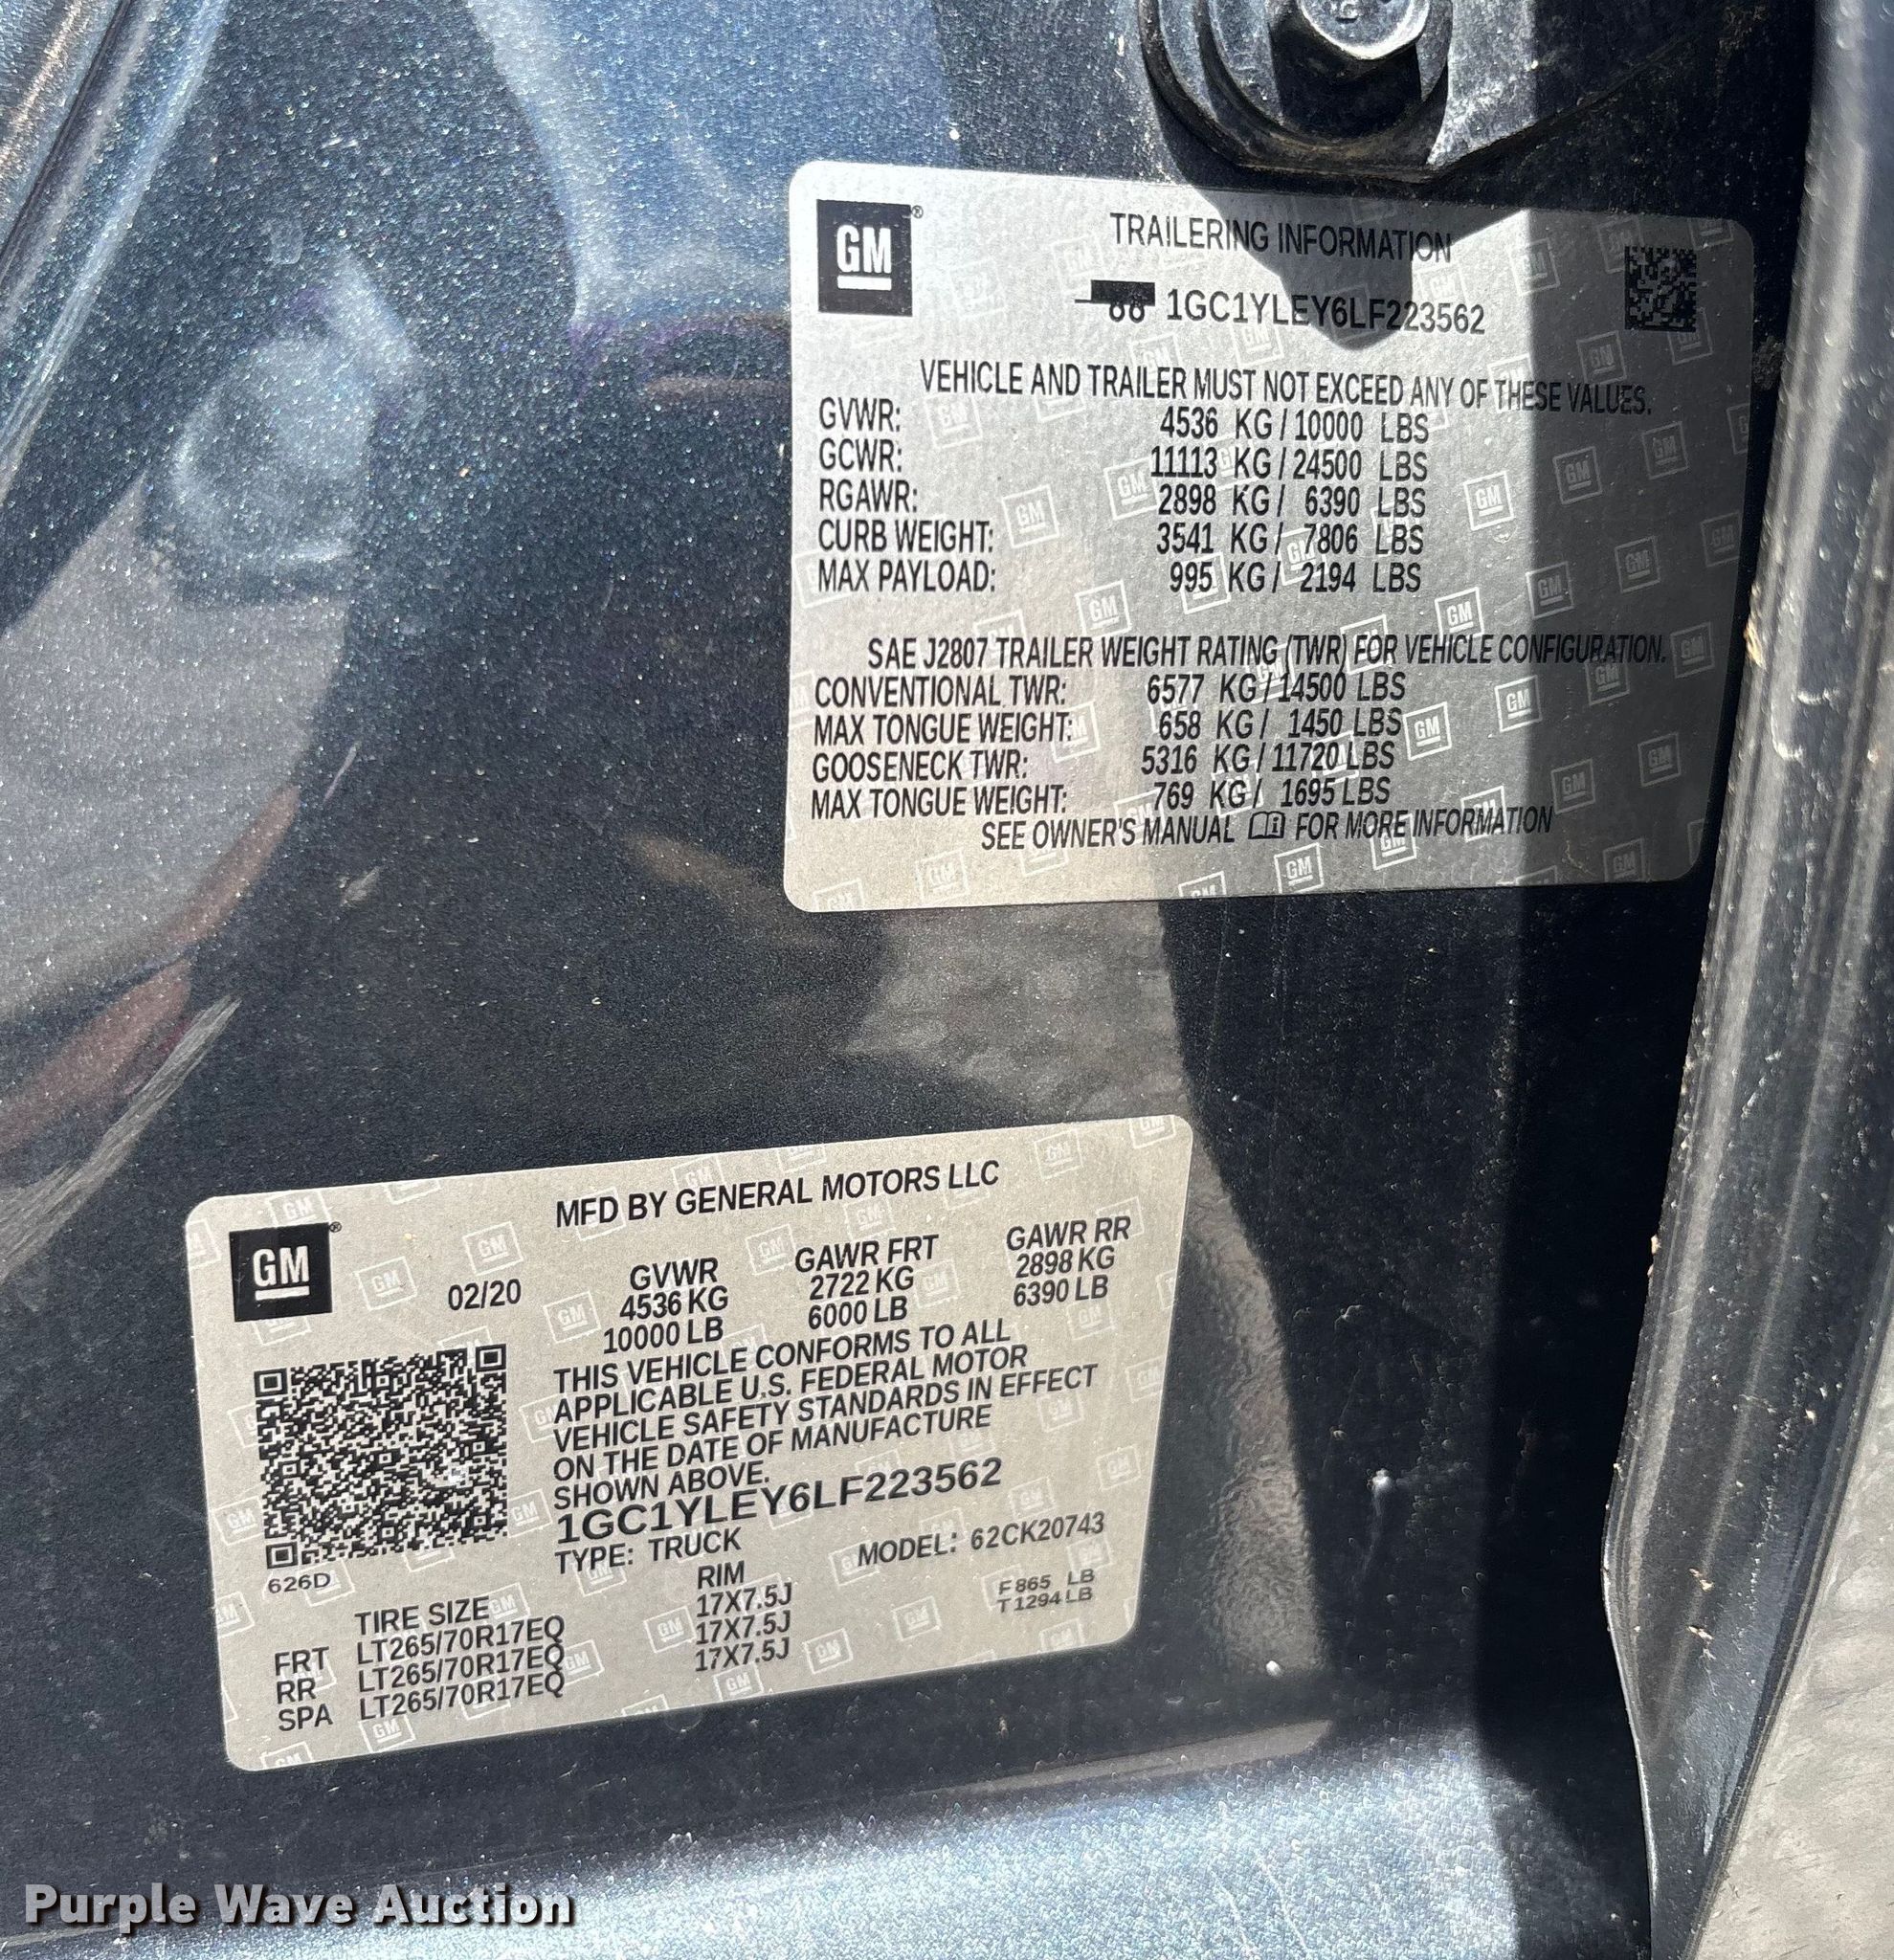 GM®
TRAILERING INFORMATION
1GC1YLEY6LF223562
VEHICLE AND TRAILER MUST NOT EXCEED ANY OF THESE VALUES.
GVWR: 4536 KG / 10000 LBS
GCWR: 11113 KG / 24500 LBS
RGAWR: 2898 KG / 6390 LBS
CURB WEIGHT: 3541 KG / 7806 LBS
MAX PAYLOAD: 995 KG / 2194 LBS
SAE J2807 TRAILER WEIGHT RATING (TWR) FOR VEHICLE CONFIGURATION.
CONVENTIONAL TWR: 6577 KG / 14500 LBS
MAX TONGUE WEIGHT: 658 KG / 1450 LBS
GOOSENECK TWR: 5316 KG / 11720 LBS
MAX TONGUE WEIGHT: 769 KG / 1695 LBS
SEE OWNER'S MANUAL FOR MORE INFORMATION
GM®
MFD BY GENERAL MOTORS LLC
02/20
GVWR GAWR FRT GAWR RR
4536 KG 2722 KG 2898 KG
10000 LB 6000 LB 6390 LB
THIS VEHICLE CONFORMS TO ALL
APPLICABLE U.S. FEDERAL MOTOR
VEHICLE SAFETY STANDARDS IN EFFECT
ON THE DATE OF MANUFACTURE
SHOWN ABOVE.
1GC1YLEY6LF223562
TYPE: TRUCK MODEL: 62CK20743
626D
TIRE SIZE RIM
FRT LT265/70R17EQ 17X7.5J
RR LT265/70R17EQ 17X7.5J
SPA LT265/70R17EQ 17X7.5J
F 865 LB
T 1294 LB
Purple Wave Auction